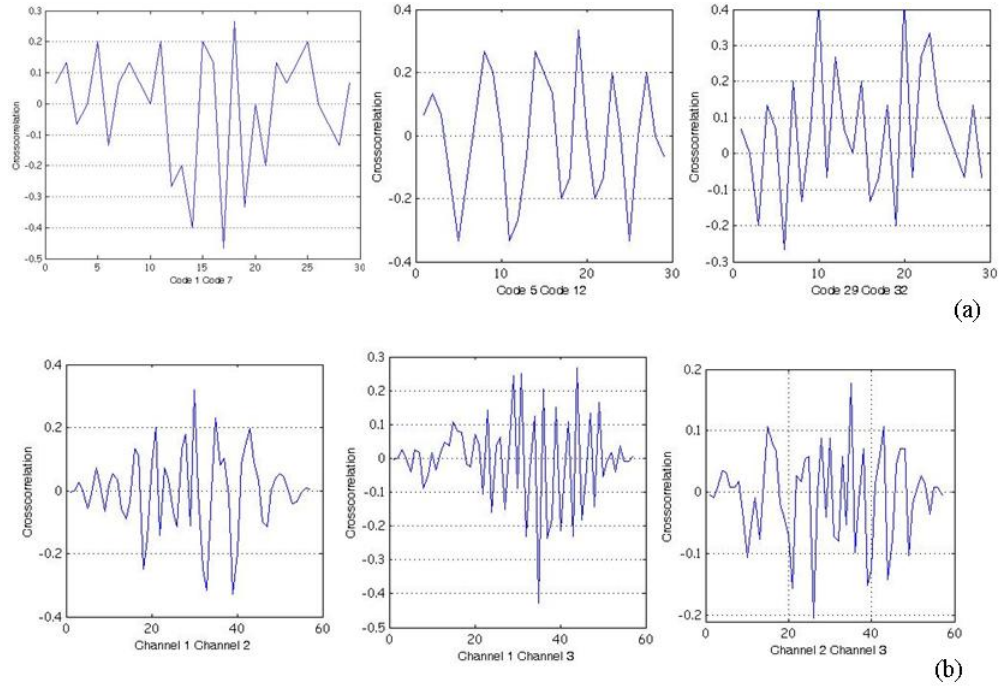 0.3
0.2
0.1
0
-0.1
-0.2
-0.3
-0.4
-0.5
Crosscorrelation
0 5 10 15 20 25 30
Code 1 Code 7
0.4
0.2
0
-0.2
-0.4
Crosscorrelation
0 10 20 30
Code 5 Code 12
0.4
0.3
0.2
0.1
0
-0.1
-0.2
-0.3
Crosscorrelation
0 10 20 30
Code 29 Code 32
(a)
0.4
0.2
0
-0.2
-0.4
Crosscorrelation
0 20 40 60
Channel 1 Channel 2
0.3
0.2
0.1
0
-0.1
-0.2
-0.3
-0.4
-0.5
Crosscorrelation
0 20 40 60
Channel 1 Channel 3
0.2
0.1
0
-0.1
-0.2
Crosscorrelation
0 20 40 60
Channel 2 Channel 3
(b)